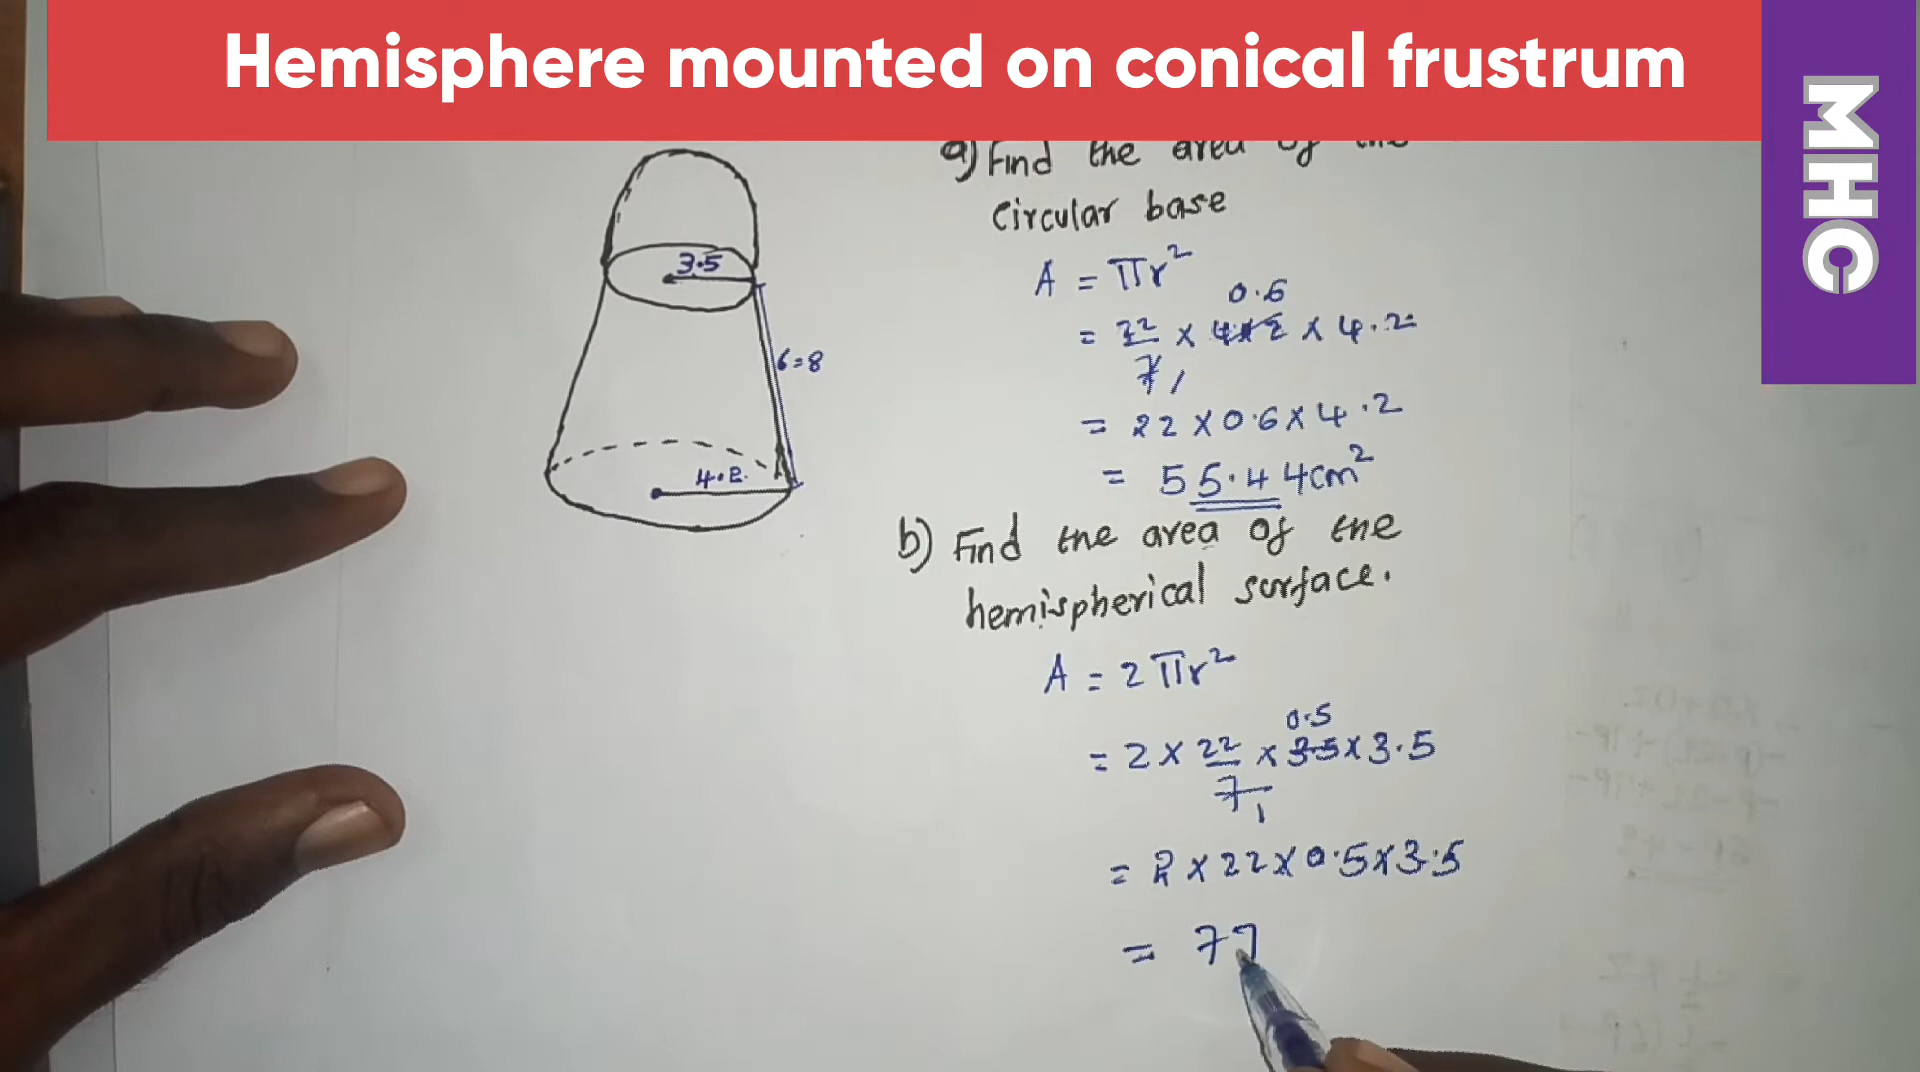 Hemisphere mounted on conical frustrum
MHC
a) Find the area of the
Circular base
A = πr²
0.6
= 22/7 × 4.2 × 4.2
1
= 22 × 0.6 × 4.2
= 55.44cm²
b) Find the area of the
hemispherical surface.
A = 2πr²
0.5
= 2 × 22/7 × 3.5 × 3.5
1
= 2 × 22 × 0.5 × 3.5
= 77
3.5
6=8
4.2